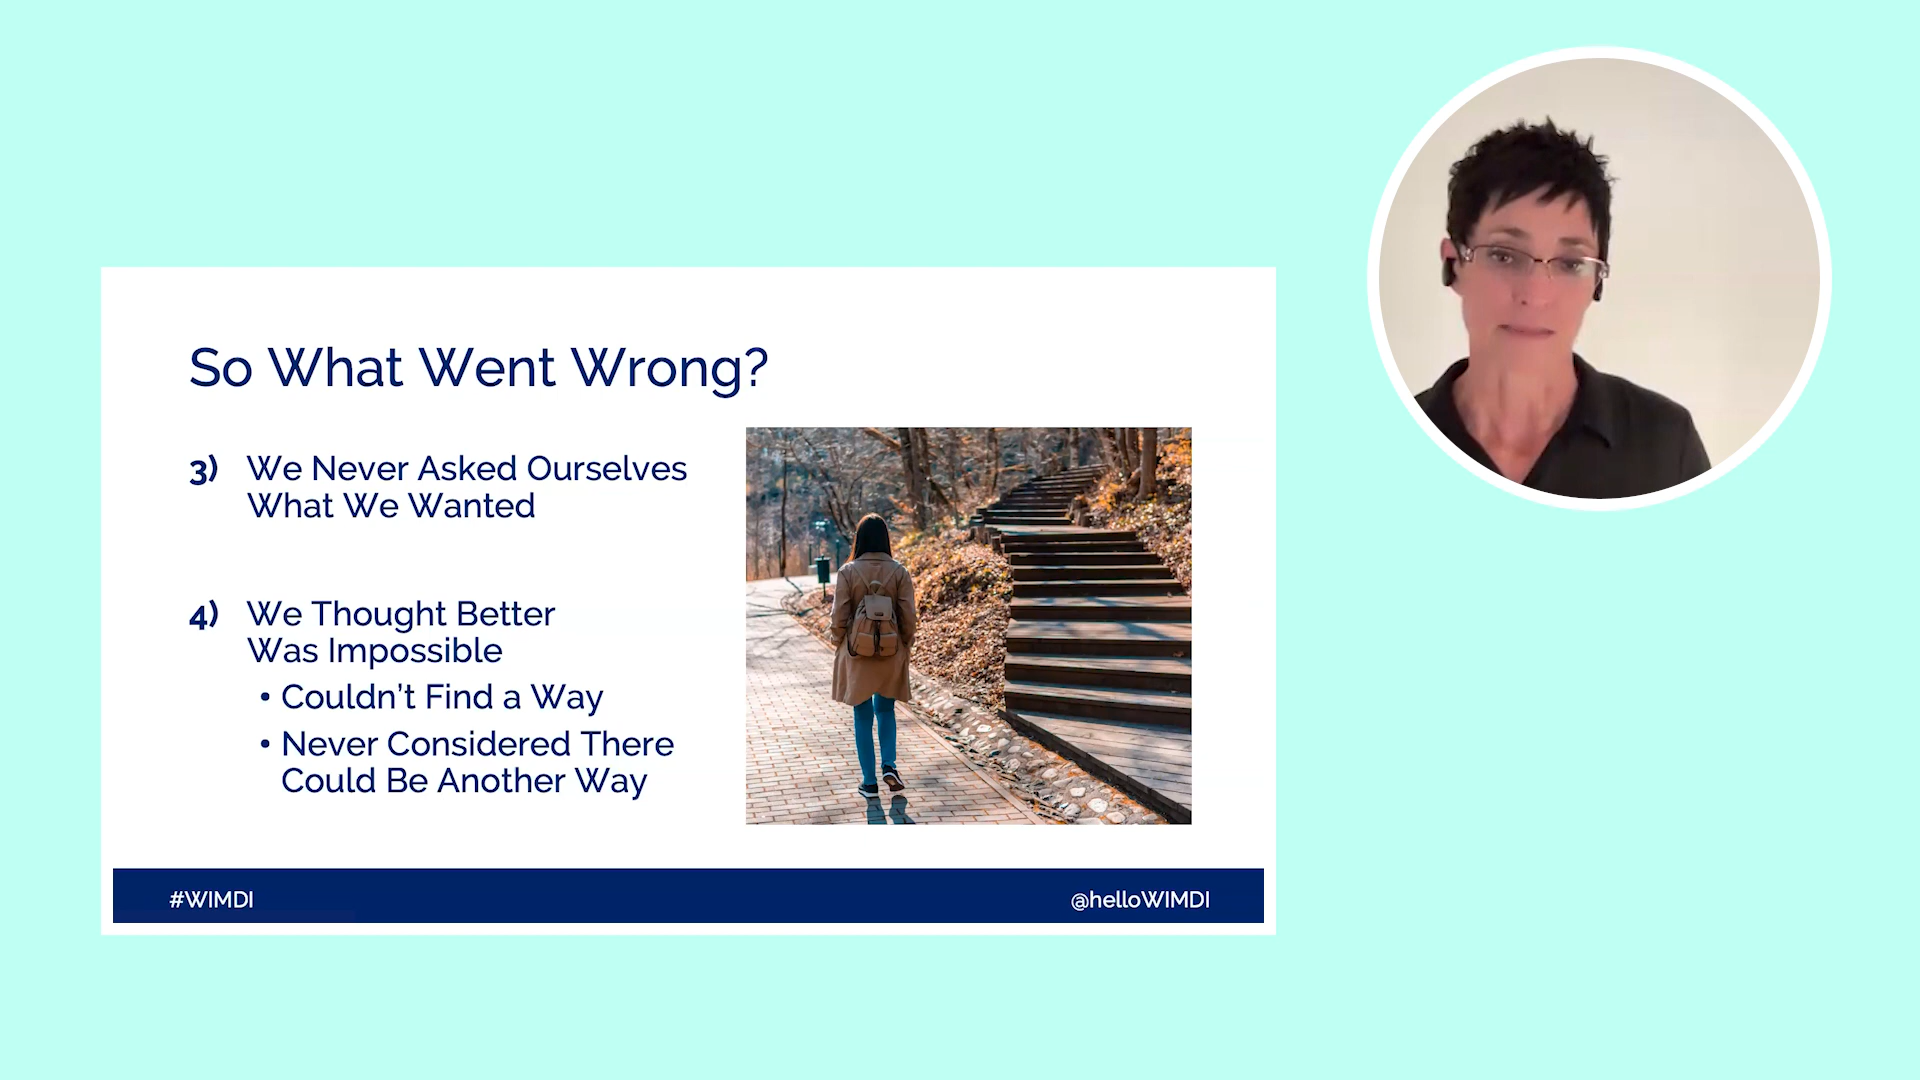 So What Went Wrong?
3) We Never Asked Ourselves
What We Wanted
4) We Thought Better
Was Impossible
• Couldn’t Find a Way
• Never Considered There
Could Be Another Way
#WIMDI
@helloWIMDI